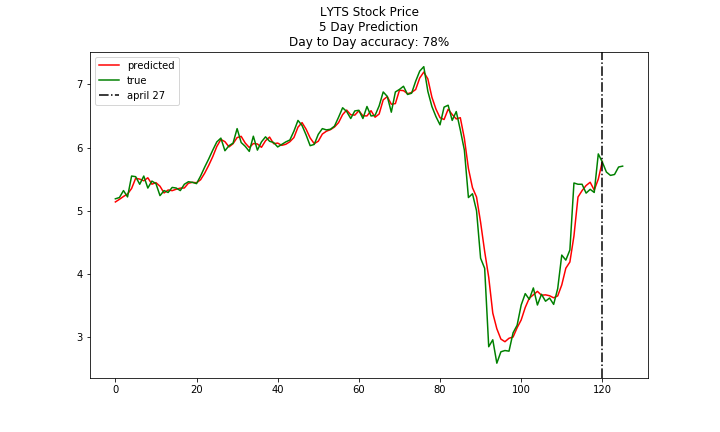 LYTS Stock Price
5 Day Prediction
Day to Day accuracy: 78%
predicted
true
april 27
7
6
5
4
3
0 20 40 60 80 100 120